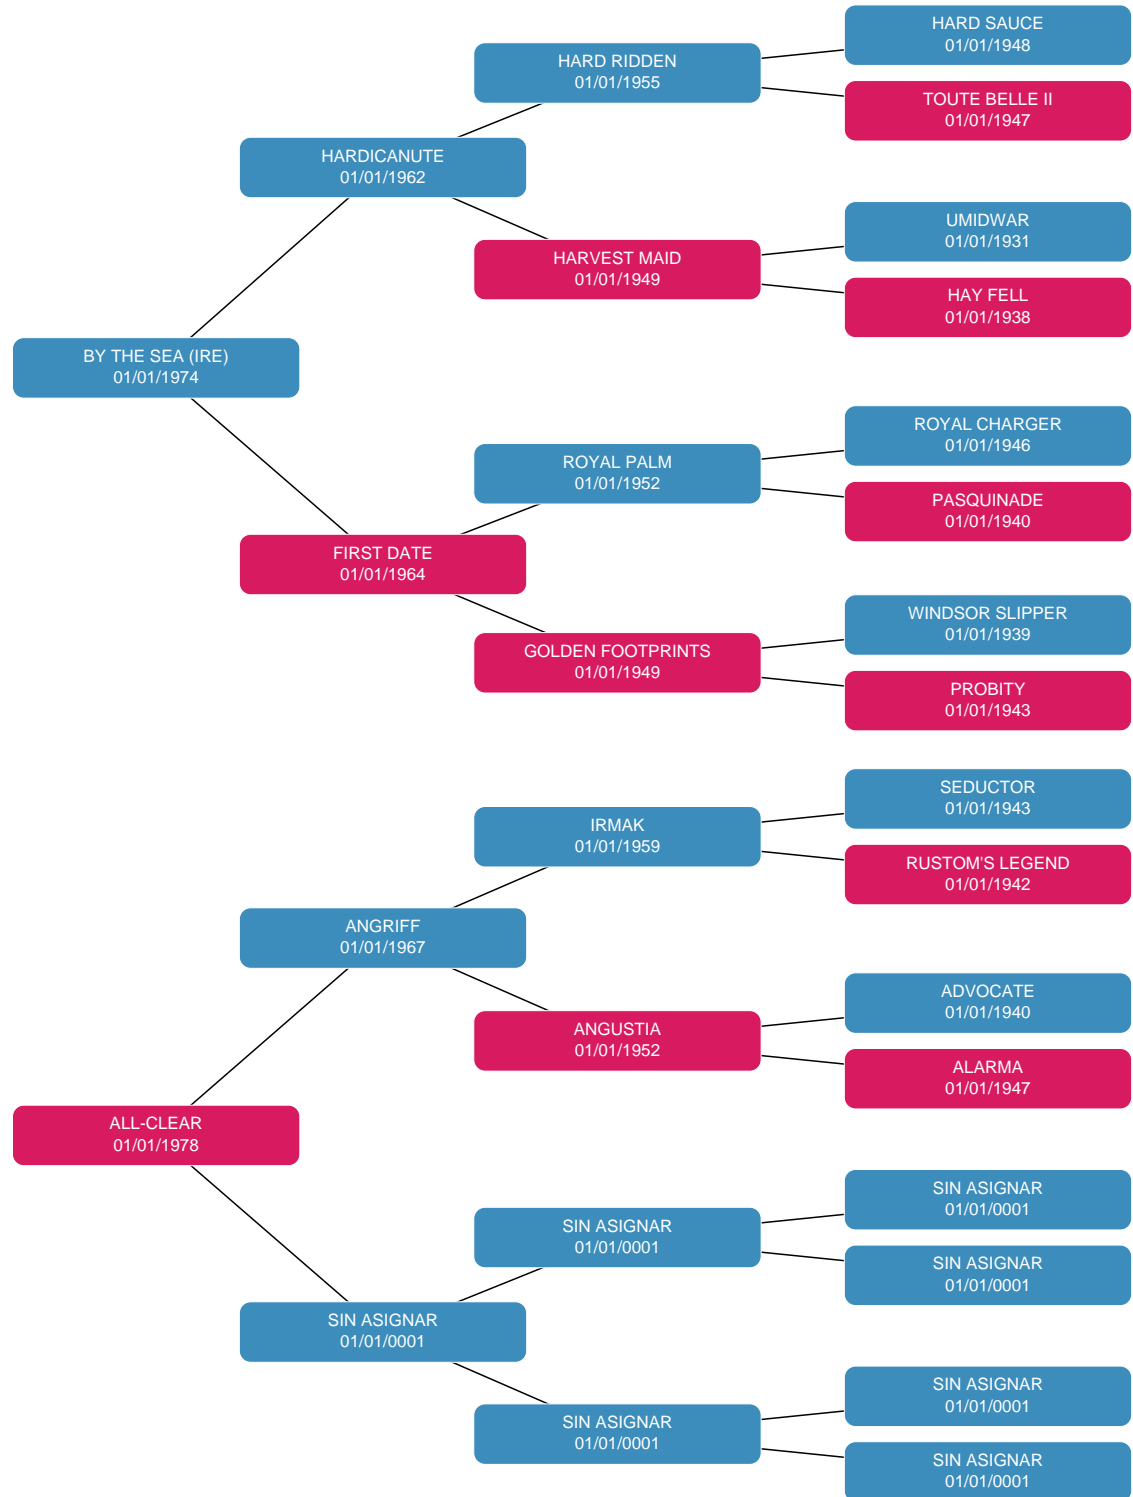 HARD SAUCE
01/01/1948
HARD RIDDEN
01/01/1955
TOUTE BELLE II
01/01/1947
HARDICANUTE
01/01/1962
UMIDWAR
01/01/1931
HARVEST MAID
01/01/1949
HAY FELL
01/01/1938
BY THE SEA (IRE)
01/01/1974
ROYAL CHARGER
01/01/1946
ROYAL PALM
01/01/1952
PASQUINADE
01/01/1940
FIRST DATE
01/01/1964
WINDSOR SLIPPER
01/01/1939
GOLDEN FOOTPRINTS
01/01/1949
PROBITY
01/01/1943
SEDUCTOR
01/01/1943
IRMAK
01/01/1959
RUSTOM'S LEGEND
01/01/1942
ANGRIFF
01/01/1967
ADVOCATE
01/01/1940
ANGUSTIA
01/01/1952
ALARMA
01/01/1947
ALL-CLEAR
01/01/1978
SIN ASIGNAR
01/01/0001
SIN ASIGNAR
01/01/0001
SIN ASIGNAR
01/01/0001
SIN ASIGNAR
01/01/0001
SIN ASIGNAR
01/01/0001
SIN ASIGNAR
01/01/0001
SIN ASIGNAR
01/01/0001